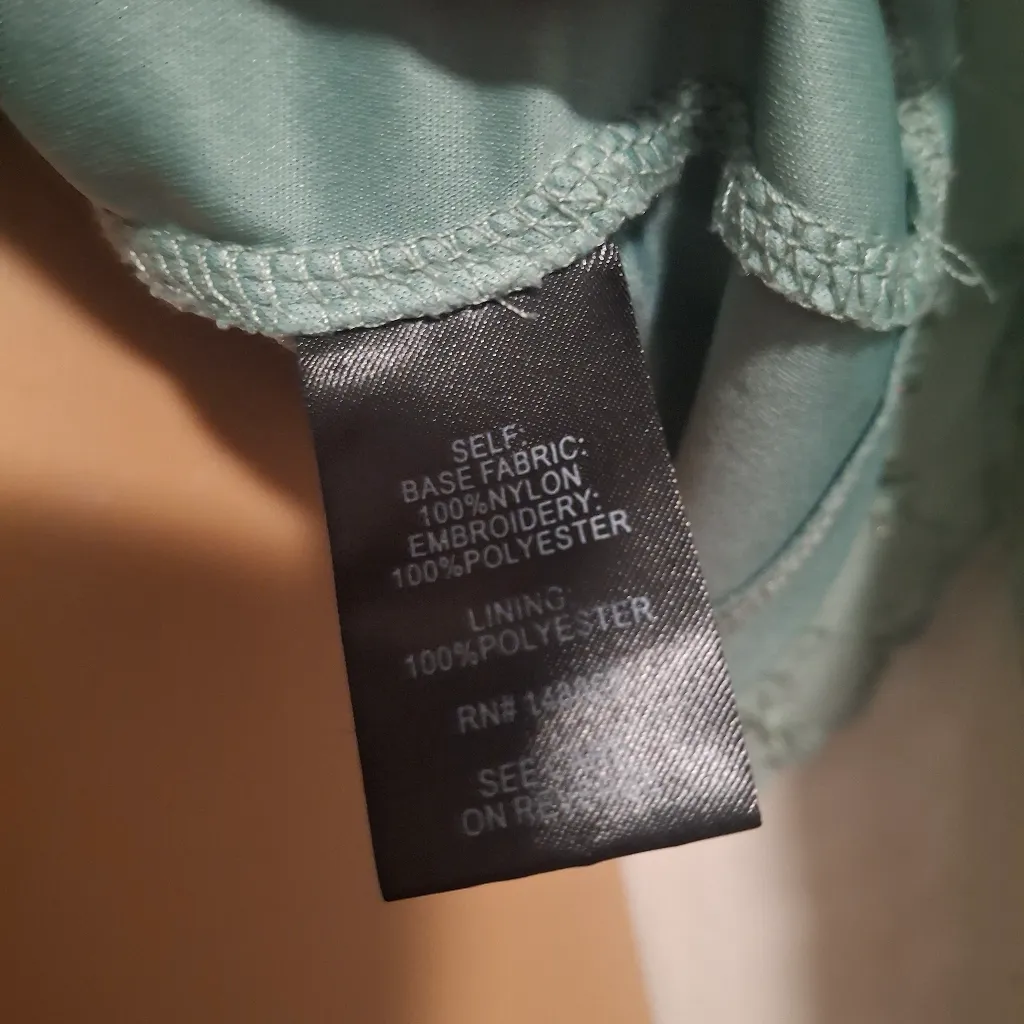 SELF:
BASE FABRIC:
100%NYLON
EMBROIDERY:
100%POLYESTER
LINING:
100%POLYESTER
RN#
SEE
ON